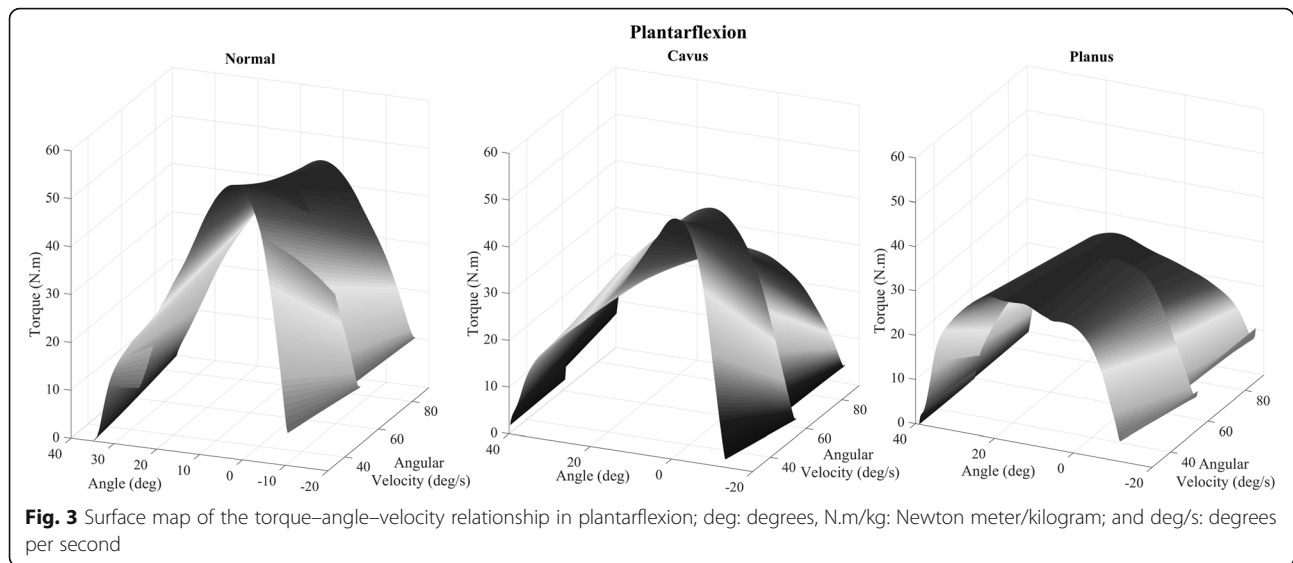 Plantarflexion
Normal
Cavus
Planus
60
50
40
30
20
10
0
Torque (N.m)
40
30
20
10
0
-10
-20
Angle (deg)
40
60
80
Angular
Velocity (deg/s)
60
50
40
30
20
10
0
Torque (N.m)
40
20
0
-20
Angle (deg)
40
60
80
Angular
Velocity (deg/s)
60
50
40
30
20
10
0
Torque (N.m)
40
20
0
-20
Angle (deg)
40
60
80
Angular
Velocity (deg/s)
Fig. 3 Surface map of the torque–angle–velocity relationship in plantarflexion; deg: degrees, N.m/kg: Newton meter/kilogram; and deg/s: degrees
per second